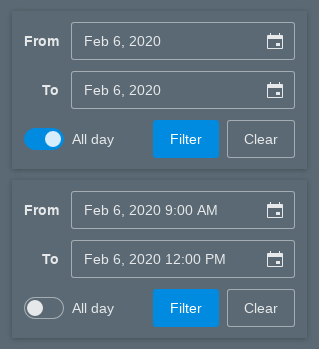 From Feb 6, 2020
To Feb 6, 2020
All day Filter Clear
From Feb 6, 2020 9:00 AM
To Feb 6, 2020 12:00 PM
All day Filter Clear